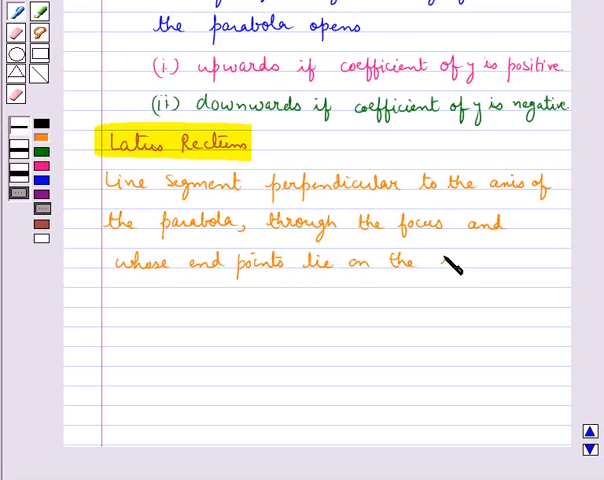 the parabola opens
(i) upwards if coefficient of y is positive
(ii) downwards if coefficient of y is negative.
Latus Rectum
Line Segment perpendicular to the axis of
the parabola, through the focus and
whose end points lie on the